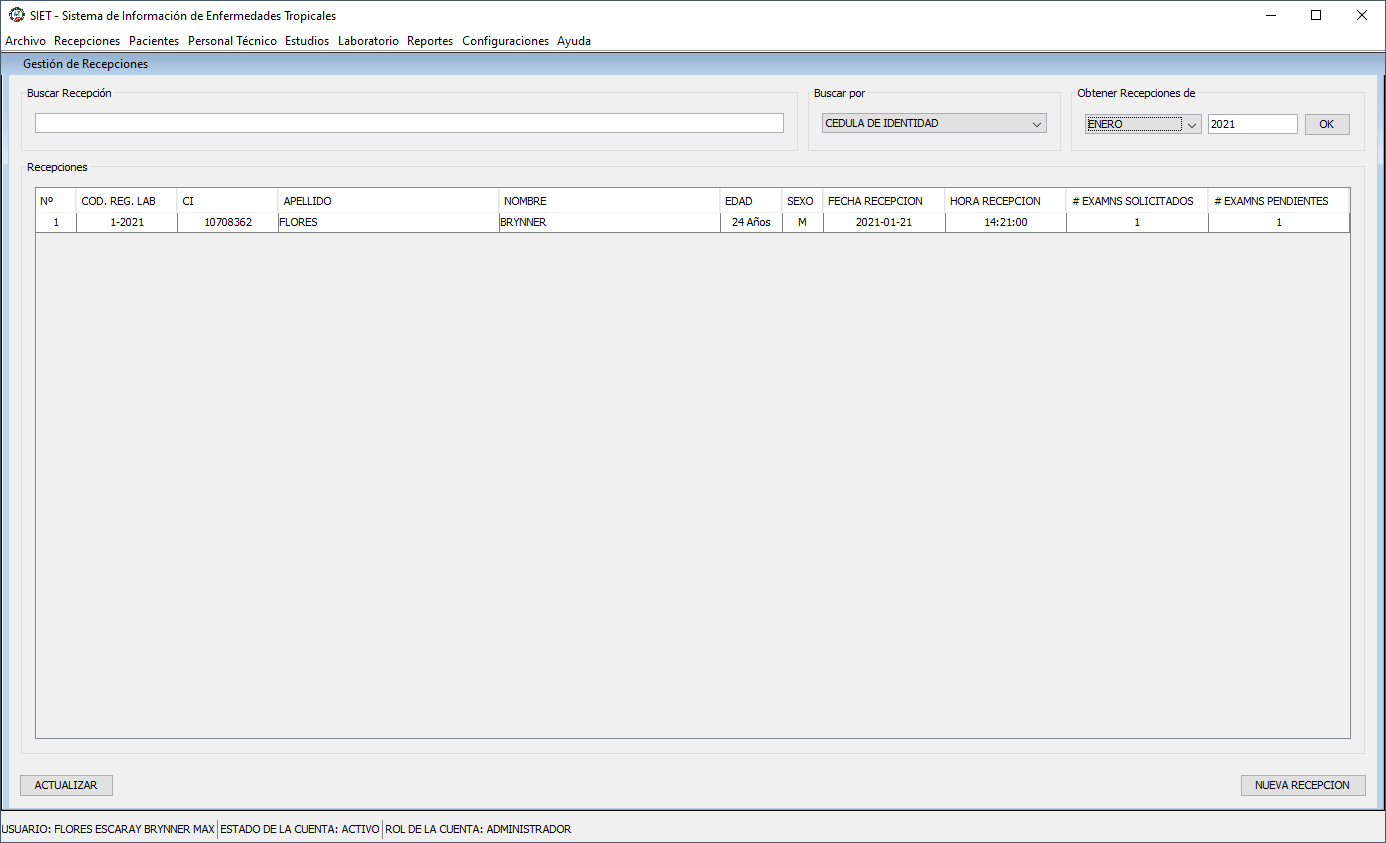 SIET - Sistema de Información de Enfermedades Tropicales
Archivo Recepciones Pacientes Personal Técnico Estudios Laboratorio Reportes Configuraciones Ayuda
Gestión de Recepciones
Buscar Recepción Buscar por Obtener Recepciones de
CEDULA DE IDENTIDAD ENERO 2021 OK
Recepciones
Nº COD. REG. LAB CI APELLIDO NOMBRE EDAD SEXO FECHA RECEPCION HORA RECEPCION # EXAMNS SOLICITADOS # EXAMNS PENDIENTES
1 1-2021 10708362 FLORES BRYNNER 24 Años M 2021-01-21 14:21:00 1 1
ACTUALIZAR NUEVA RECEPCION
USUARIO: FLORES ESCARAY BRYNNER MAX ESTADO DE LA CUENTA: ACTIVO ROL DE LA CUENTA: ADMINISTRADOR